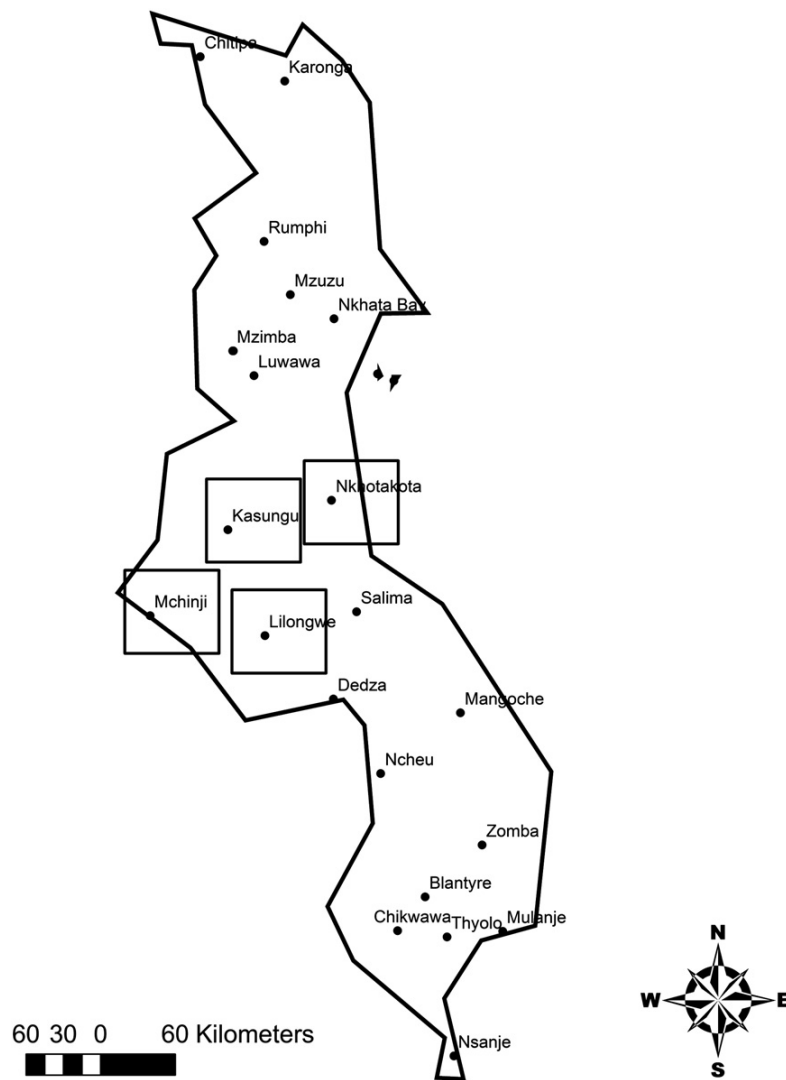 Chitipa
Karonga
Rumphi
Mzuzu
Nkhata Bay
Mzimba
Luwawa
Nkhotakota
Kasungu
Mchinji
Salima
Lilongwe
Dedza
Mangoche
Ncheu
Zomba
Blantyre
Chikwawa Thyolo Mulanje
N
W E
S
60 30 0 60 Kilometers
Nsanje